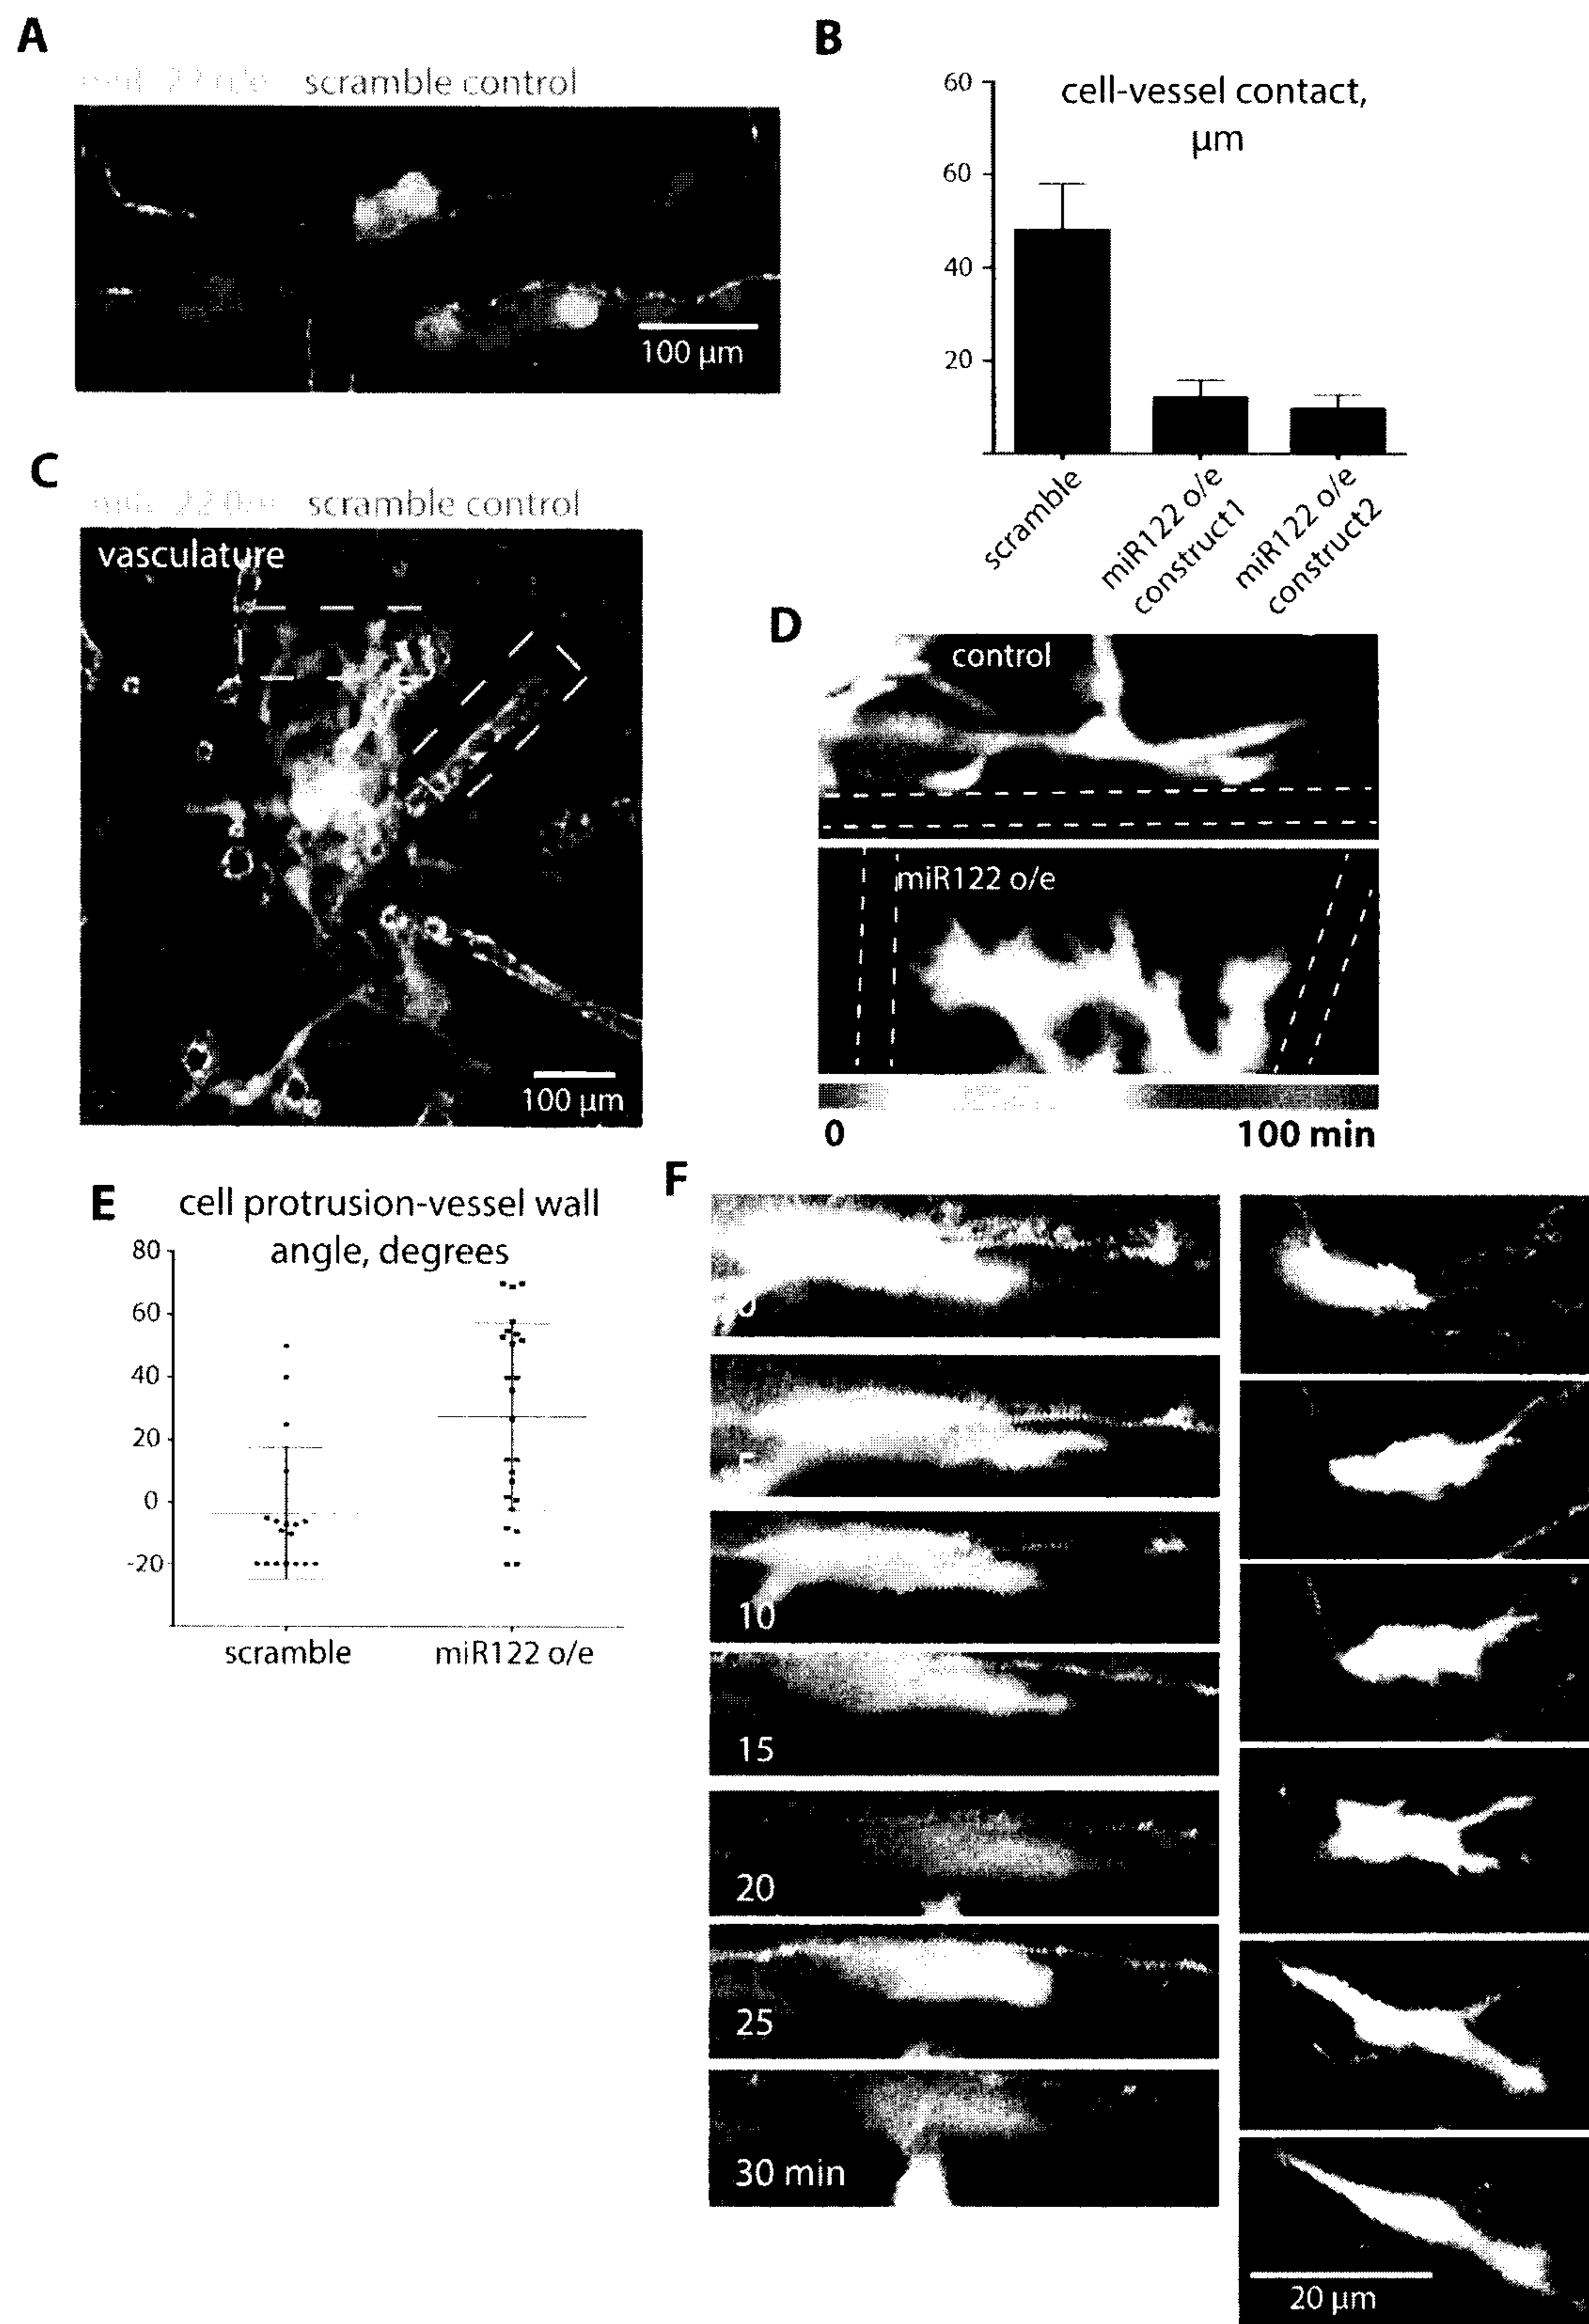 A
scramble control
100 µm
B
cell-vessel contact,
µm
60
60
40
20
scramble
miR122 o/e
construct1
miR122 o/e
construct2
C
scramble control
vasculature
100 µm
D
control
miR122 o/e
0
100 min
E
cell protrusion-vessel wall
angle, degrees
80
60
40
20
0
-20
scramble
miR122 o/e
F
10
15
20
25
30 min
20 µm